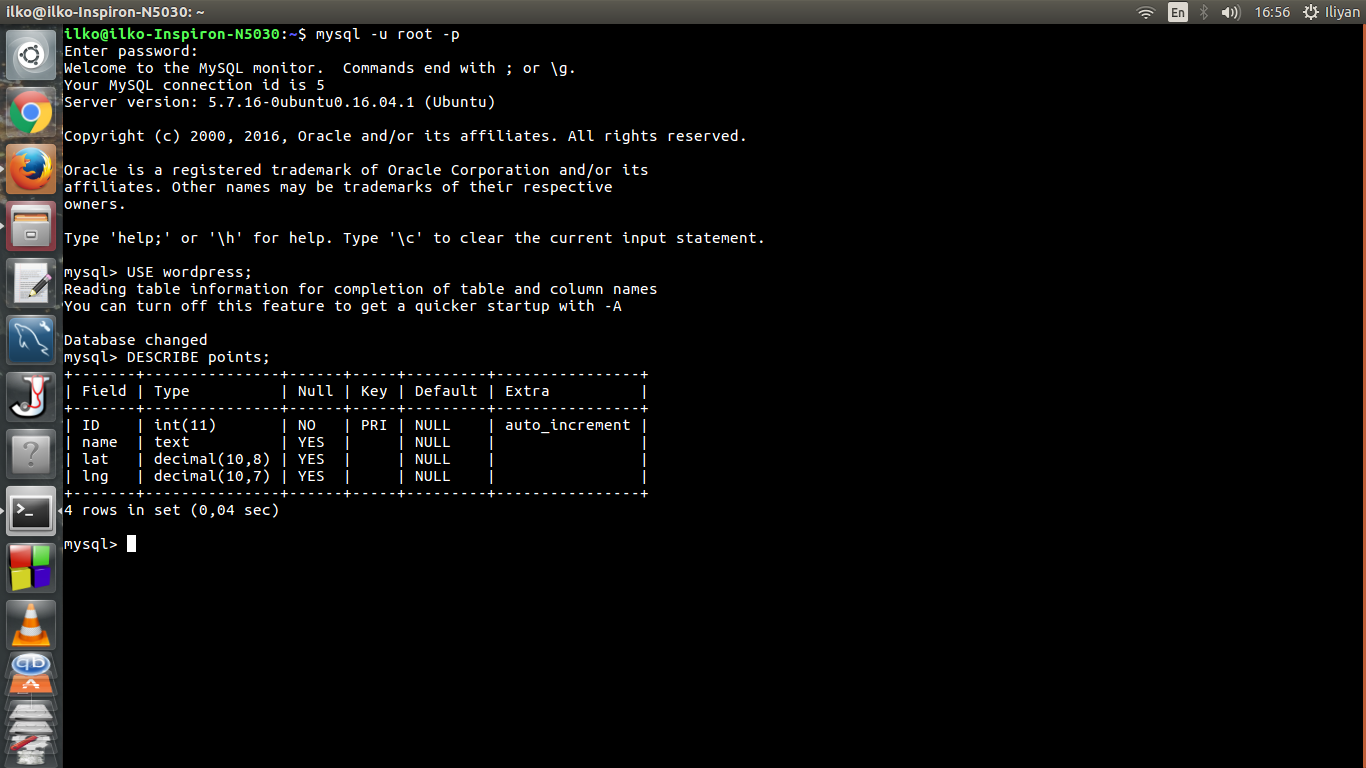 ilko@ilko-Inspiron-N5030: ~
En
16:56
Iliyan
ilko@ilko-Inspiron-N5030:~$ mysql -u root -p
Enter password:
Welcome to the MySQL monitor.  Commands end with ; or \g.
Your MySQL connection id is 5
Server version: 5.7.16-0ubuntu0.16.04.1 (Ubuntu)
Copyright (c) 2000, 2016, Oracle and/or its affiliates. All rights reserved.
Oracle is a registered trademark of Oracle Corporation and/or its
affiliates. Other names may be trademarks of their respective
owners.
Type 'help;' or '\h' for help. Type '\c' to clear the current input statement.
mysql> USE wordpress;
Reading table information for completion of table and column names
You can turn off this feature to get a quicker startup with -A
Database changed
mysql> DESCRIBE points;
+-------+---------------+------+-----+---------+----------------+
| Field | Type          | Null | Key | Default | Extra          |
+-------+---------------+------+-----+---------+----------------+
| ID    | int(11)       | NO   | PRI | NULL    | auto_increment |
| name  | text          | YES  |     | NULL    |                |
| lat   | decimal(10,8) | YES  |     | NULL    |                |
| lng   | decimal(10,7) | YES  |     | NULL    |                |
+-------+---------------+------+-----+---------+----------------+
4 rows in set (0,04 sec)
mysql>
J
?
>_
qb